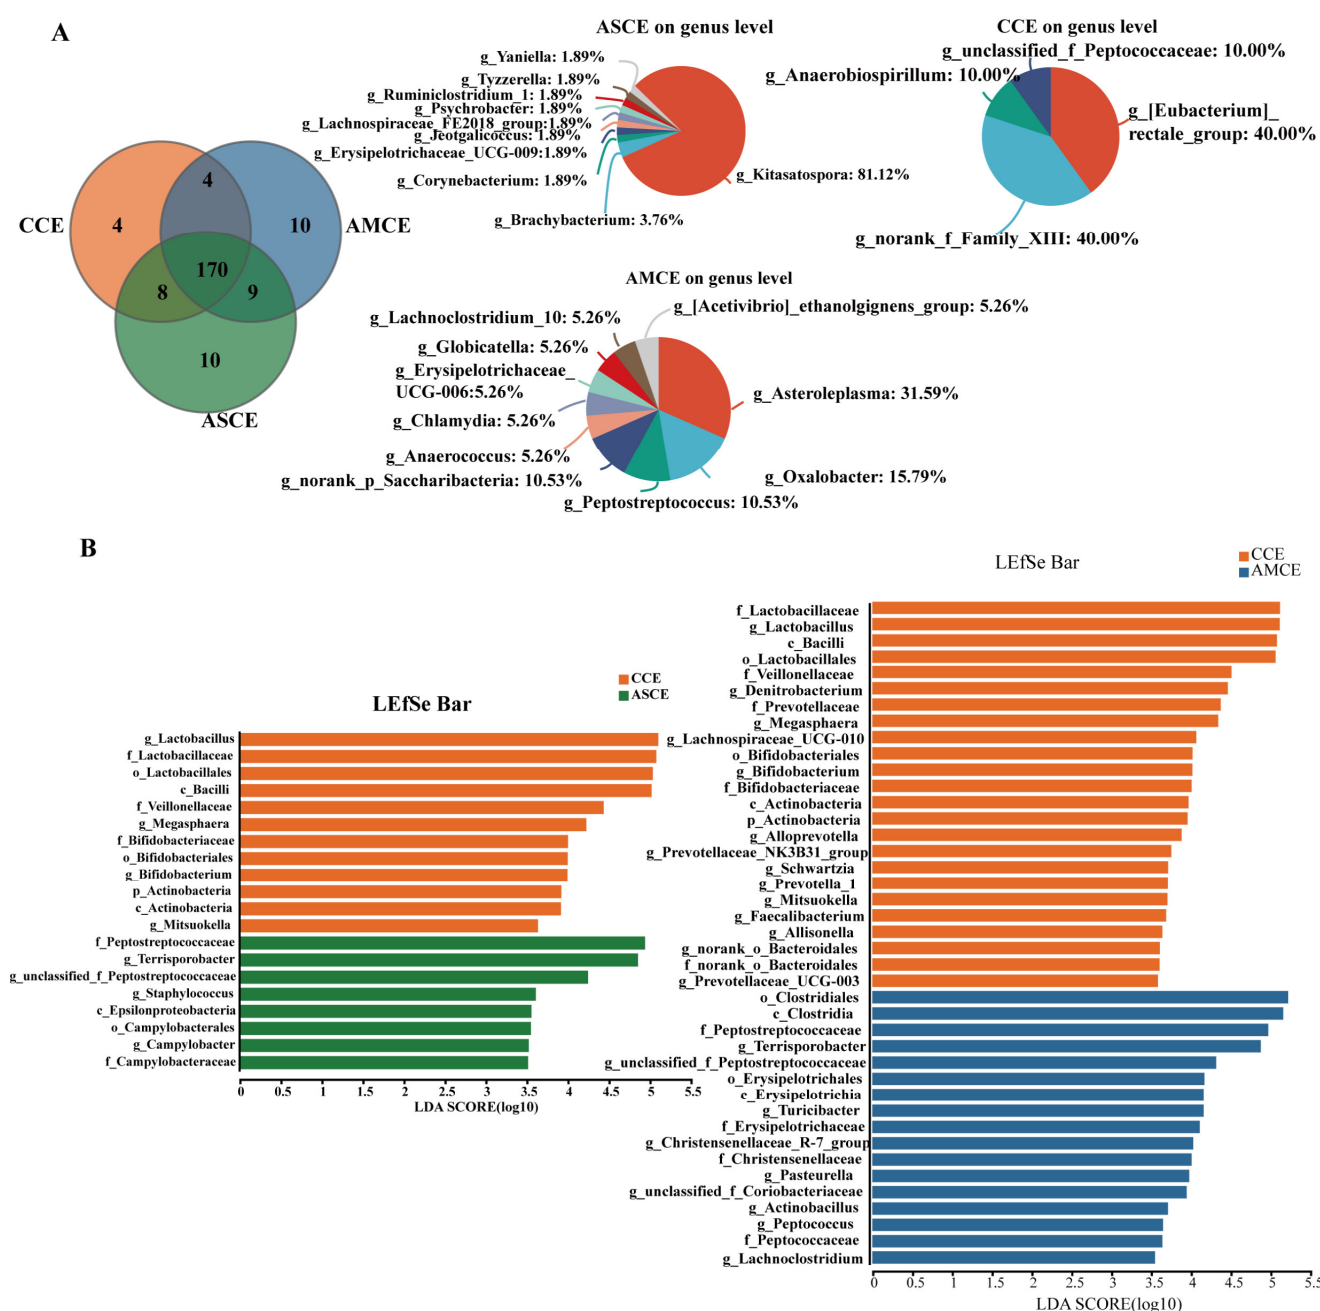 A
ASCE on genus level
g_Yaniella: 1.89%
g_Tyzzerella: 1.89%
g_Ruminiclostridium_1: 1.89%
g_Psychrobacter: 1.89%
g_Lachnospiraceae_FE2018_group:1.89%
g_Jeotgalicoccus: 1.89%
g_Erysipelotrichaceae_UCG-009:1.89%
g_Corynebacterium: 1.89%
g_Brachybacterium: 3.76%
g_Kitasatospora: 81.12%
CCE on genus level
g_unclassified_f_Peptococcaceae: 10.00%
g_Anaerobiospirillum: 10.00%
g_[Eubacterium]_
rectale_group: 40.00%
g_norank_f_Family_XIII: 40.00%
CCE
AMCE
ASCE
4
4
10
170
8
9
10
AMCE on genus level
g_[Acetivibrio]_ethanolgignens_group: 5.26%
g_Lachnoclostridium_10: 5.26%
g_Globicatella: 5.26%
g_Erysipelotrichaceae_
UCG-006:5.26%
g_Chlamydia: 5.26%
g_Anaerococcus: 5.26%
g_norank_p_Saccharibacteria: 10.53%
g_Peptostreptococcus: 10.53%
g_Oxalobacter: 15.79%
g_Asteroleplasma: 31.59%
B
LEfSe Bar
CCE
ASCE
g_Lactobacillus
f_Lactobacillaceae
o_Lactobacillales
c_Bacilli
f_Veillonellaceae
g_Megasphaera
f_Bifidobacteriaceae
o_Bifidobacteriales
g_Bifidobacterium
p_Actinobacteria
c_Actinobacteria
g_Mitsuokella
f_Peptostreptococcaceae
g_Terrisporobacter
g_unclassified_f_Peptostreptococcaceae
g_Staphylococcus
c_Epsilonproteobacteria
o_Campylobacterales
g_Campylobacter
f_Campylobacteraceae
0 0.5 1 1.5 2 2.5 3 3.5 4 4.5 5 5.5
LDA SCORE(log10)
LEfSe Bar
CCE
AMCE
f_Lactobacillaceae
g_Lactobacillus
c_Bacilli
o_Lactobacillales
f_Veillonellaceae
g_Denitrobacterium
f_Prevotellaceae
g_Megasphaera
g_Lachnospiraceae_UCG-010
o_Bifidobacteriales
g_Bifidobacterium
f_Bifidobacteriaceae
c_Actinobacteria
p_Actinobacteria
g_Alloprevotella
g_Prevotellaceae_NK3B31_group
g_Schwartzia
g_Prevotella_1
g_Mitsuokella
g_Faecalibacterium
g_Allisonella
g_norank_o_Bacteroidales
f_norank_o_Bacteroidales
g_Prevotellaceae_UCG-003
o_Clostridiales
c_Clostridia
f_Peptostreptococcaceae
g_Terrisporobacter
g_unclassified_f_Peptostreptococcaceae
o_Erysipelotrichales
c_Erysipelotrichia
g_Turicibacter
f_Erysipelotrichaceae
g_Christensenellaceae_R-7_group
f_Christensenellaceae
g_Pasteurella
g_unclassified_f_Coriobacteriaceae
g_Actinobacillus
g_Peptococcus
f_Peptococcaceae
g_Lachnoclostridium
0 0.5 1 1.5 2 2.5 3 3.5 4 4.5 5 5.5
LDA SCORE(log10)